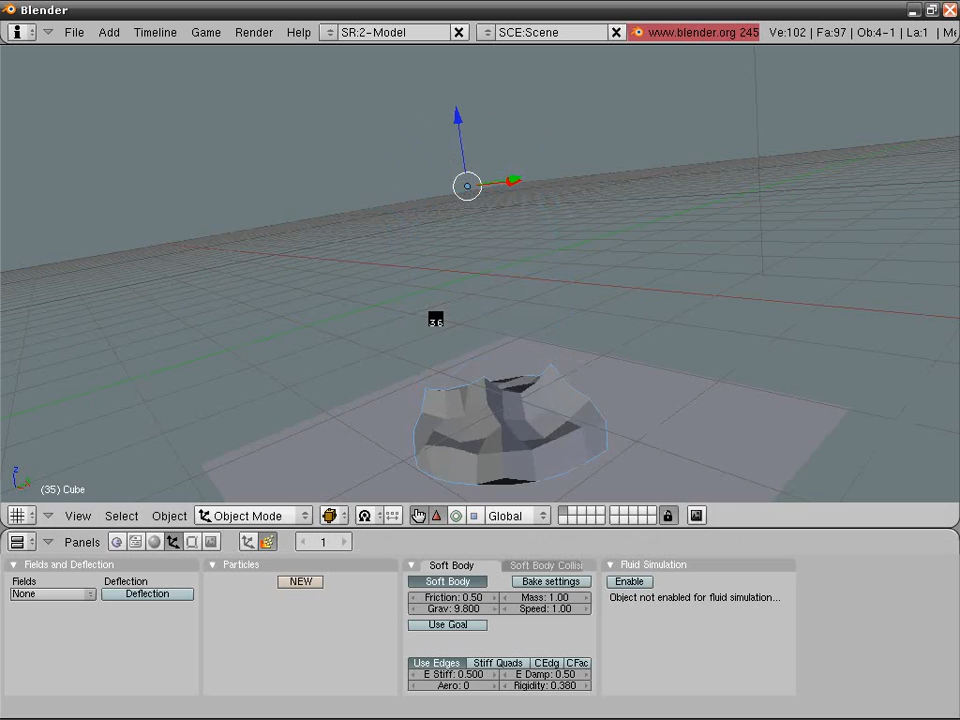 Blender
File Add Timeline Game Render Help SR:2-Model SCE:Scene www.blender.org 245 Ve:102 | Fa:97 | Ob:4-1 | La:1 | Me
36
z
(35) Cube
View Select Object Object Mode Global
Panels 1
Fields and Deflection Particles Soft Body Soft Body Collis Fluid Simulation
Fields Deflection NEW Soft Body Bake settings Enable
None Deflection Friction: 0.50 Mass: 1.00 Object not enabled for fluid simulation...
Grav: 9.800 Speed: 1.00
Use Goal
Use Edges Stiff Quads CEdg CFac
E Stiff: 0.500 E Damp: 0.50
Aero: 0 Rigidity: 0.380